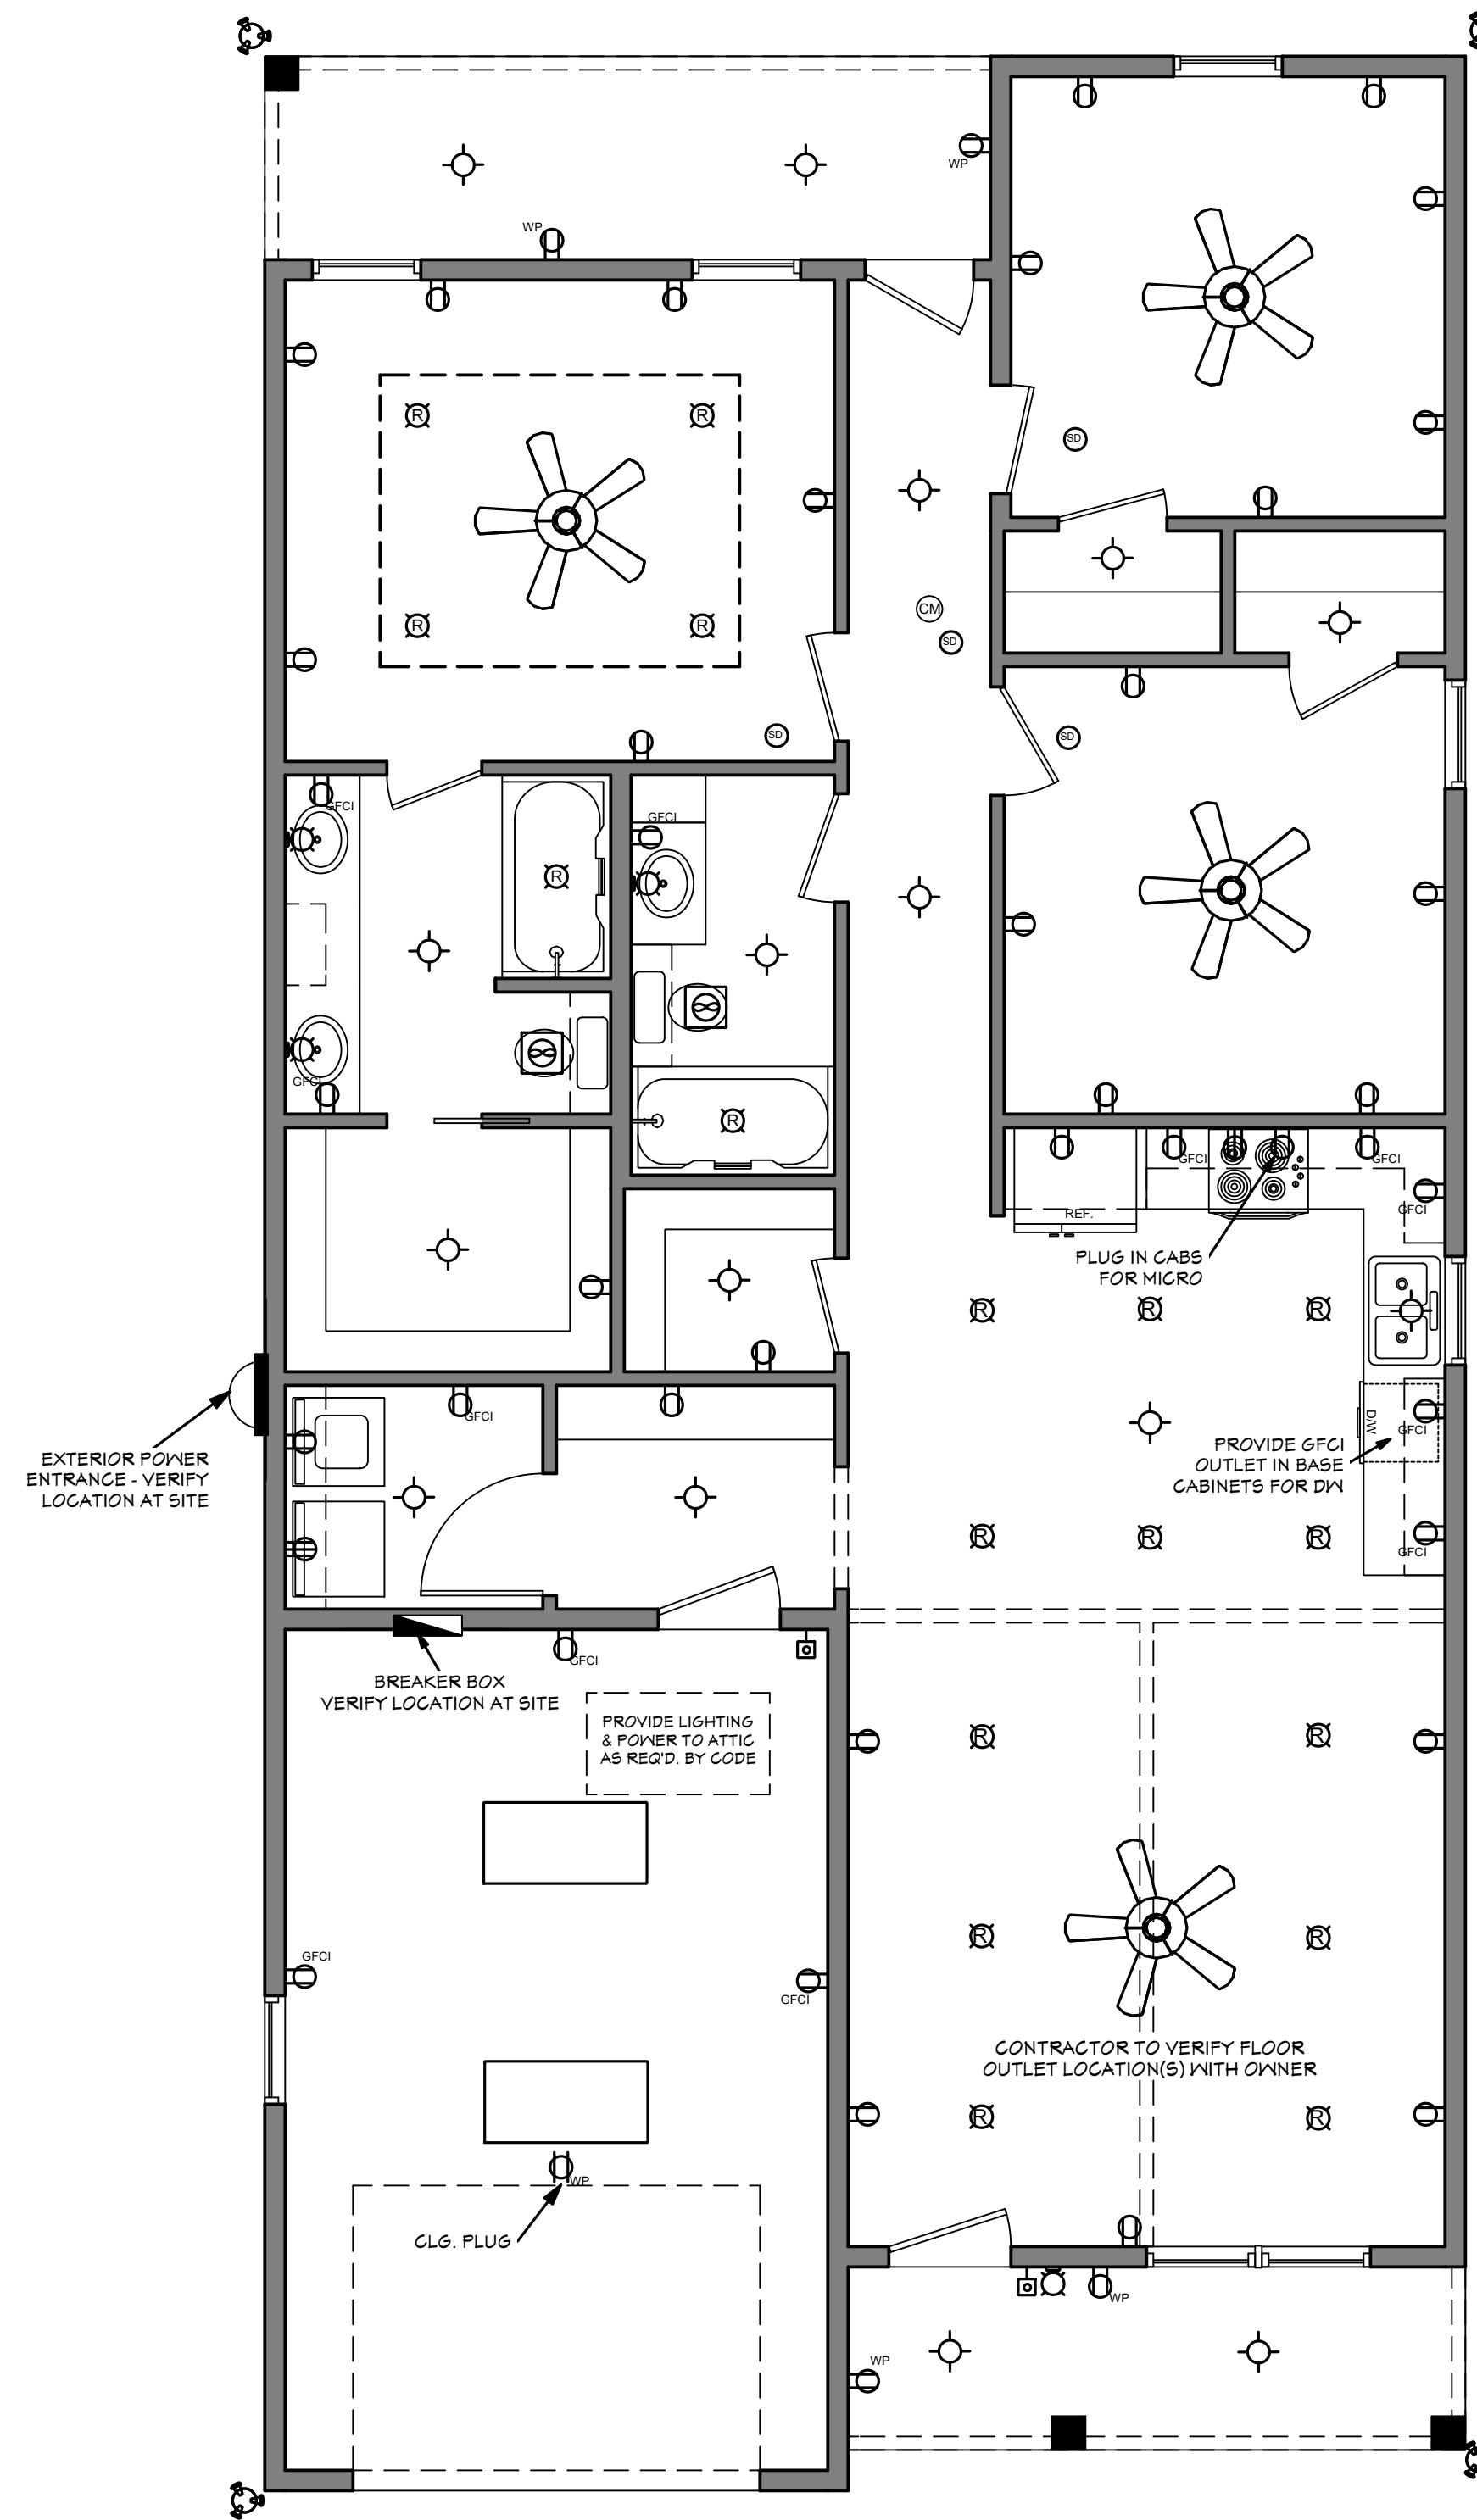 WP
WP
R
R
SD
R
R
CM
SD
SD
SD
GFCI
GFCI
R
GFCI
R
GFCI
GFCI
GFCI
REF.
PLUG IN CABS
FOR MICRO
R
R
R
EXTERIOR POWER
ENTRANCE - VERIFY
LOCATION AT SITE
GFCI
D/W
GFCI
PROVIDE GFCI
OUTLET IN BASE
CABINETS FOR DW
R
R
R
GFCI
BREAKER BOX
VERIFY LOCATION AT SITE
GFCI
PROVIDE LIGHTING
& POWER TO ATTIC
AS REQ'D. BY CODE
R
R
R
R
GFCI
GFCI
CONTRACTOR TO VERIFY FLOOR
OUTLET LOCATION(S) WITH OWNER
R
R
WP
CLG. PLUG
WP
WP